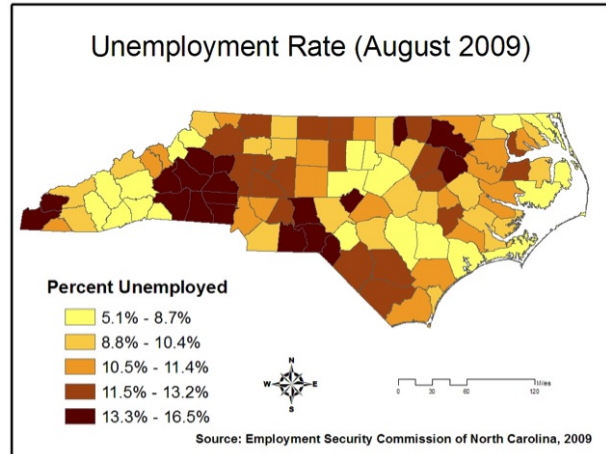 Unemployment Rate (August 2009)
Percent Unemployed
5.1% - 8.7%
8.8% - 10.4%
10.5% - 11.4%
11.5% - 13.2%
13.3% - 16.5%
N
W E
S
Miles
0 15 30 60 120
Source: Employment Security Commission of North Carolina, 2009